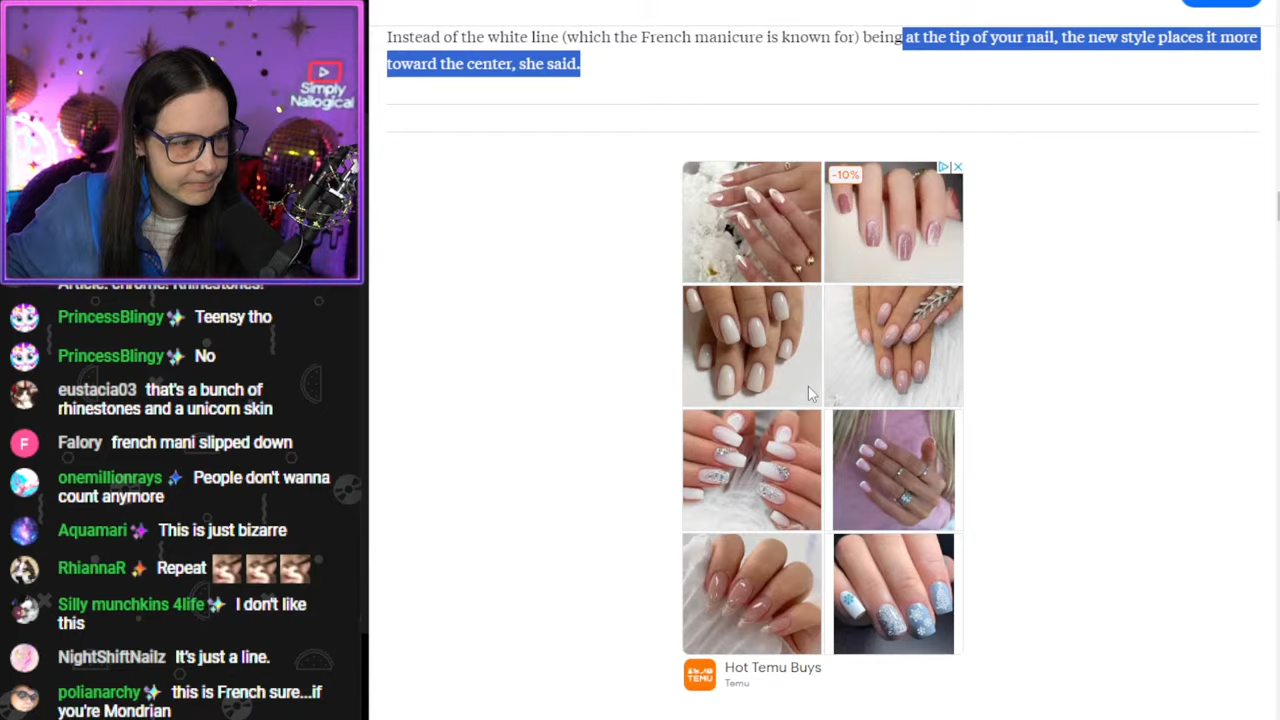 Instead of the white line (which the French manicure is known for) being at the tip of your nail, the new style places it more
toward the center, she said.
Simply
Nailogical
Article: chrome! Rhinestones!
PrincessBlingy Teensy tho
PrincessBlingy No
eustacia03 that's a bunch of
rhinestones and a unicorn skin
F Falory french mani slipped down
onemillionrays People don't wanna
count anymore
Aquamari This is just bizarre
RhiannaR Repeat
Silly munchkins 4life I don't like
this
NightShiftNailz It's just a line.
polianarchy this is French sure...if
you're Mondrian
-10%
TEMU
Hot Temu Buys
Temu